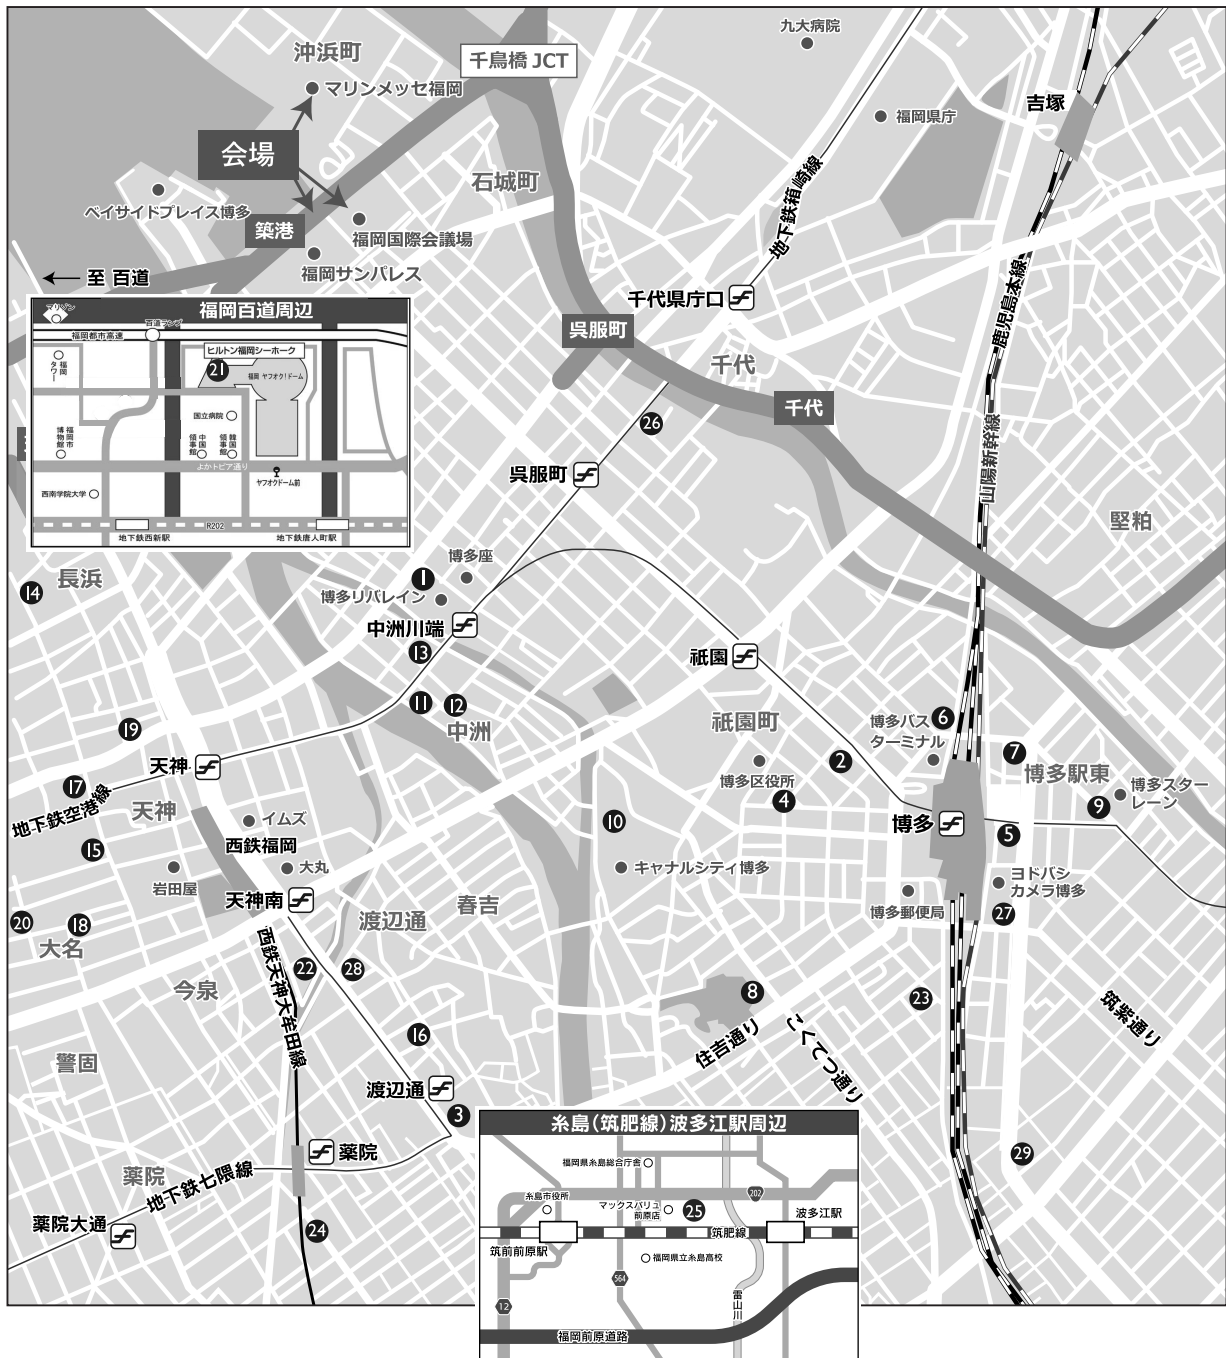 九大病院
沖浜町
千鳥橋 JCT
マリンメッセ福岡
吉塚
福岡県庁
会場
石城町
地下鉄箱崎線
ベイサイドプレイス博多
築港
福岡国際会議場
福岡サンパレス
← 至 百道
千代県庁口
鹿児島本線
呉服町
千代
千代
山陽新幹線
福岡百道周辺
マリゾン
百道ランプ
福岡都市高速
ヒルトン福岡シーホーク
21
福岡 ヤフオク!ドーム
福岡
タワー
国立病院
福岡市
博物館
中国
領事館
韓国
領事館
よかトピア通り
ヤフオクドーム前
西南学院大学
R202
地下鉄西新駅
地下鉄唐人町駅
26
呉服町
堅粕
博多座
1
博多リバレイン
長浜
14
中洲川端
13
祇園
11
12
中洲
祇園町
博多バス
ターミナル
6
7
博多駅東
19
天神
17
地下鉄空港線
天神
2
博多区役所
4
博多スター
レーン
9
イムズ
10
博多
5
15
西鉄福岡
岩田屋
大丸
キャナルシティ博多
ヨドバシ
カメラ博多
天神南
春吉
博多郵便局
27
20
18
大名
渡辺通
西鉄天神大牟田線
22
28
今泉
8
23
筑紫通り
住吉通り
こくてつ通り
16
警固
渡辺通
3
薬院
29
薬院
地下鉄七隈線
薬院大通
24
糸島(筑肥線)波多江駅周辺
福岡県糸島総合庁舎
糸島市役所
202
マックスバリュ
前原店
25
波多江駅
筑肥線
筑前前原駅
福岡県立糸島高校
564
12
雷山川
福岡前原道路